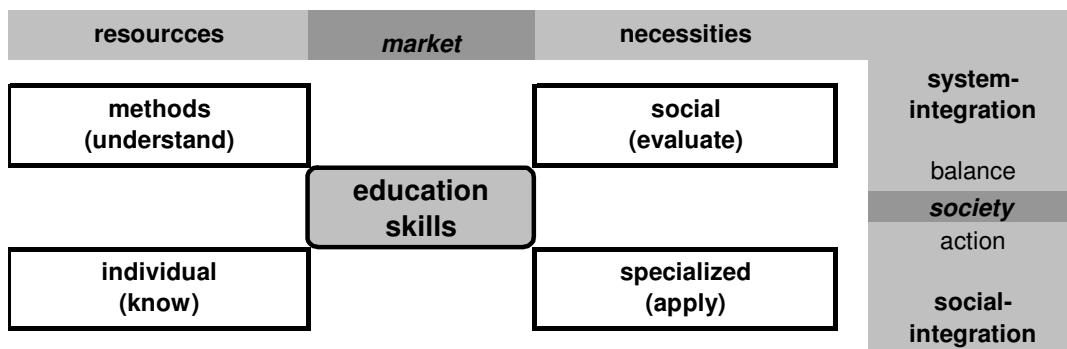 resourcces
market
necessities
system-
integration
methods
(understand)
social
(evaluate)
balance
education
skills
society
action
individual
(know)
specialized
(apply)
social-
integration